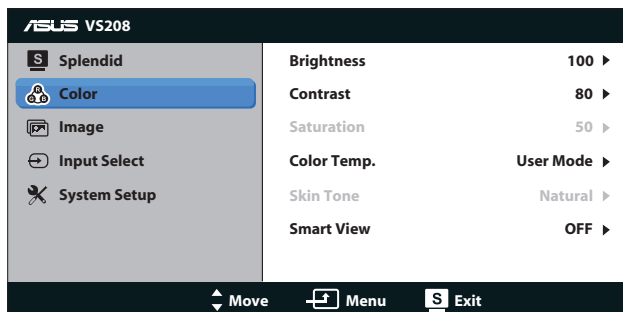 ASUS VS208
S Splendid
Color
Image
Input Select
System Setup
Brightness 100
Contrast 80
Saturation 50
Color Temp. User Mode
Skin Tone Natural
Smart View OFF
Move Menu S Exit